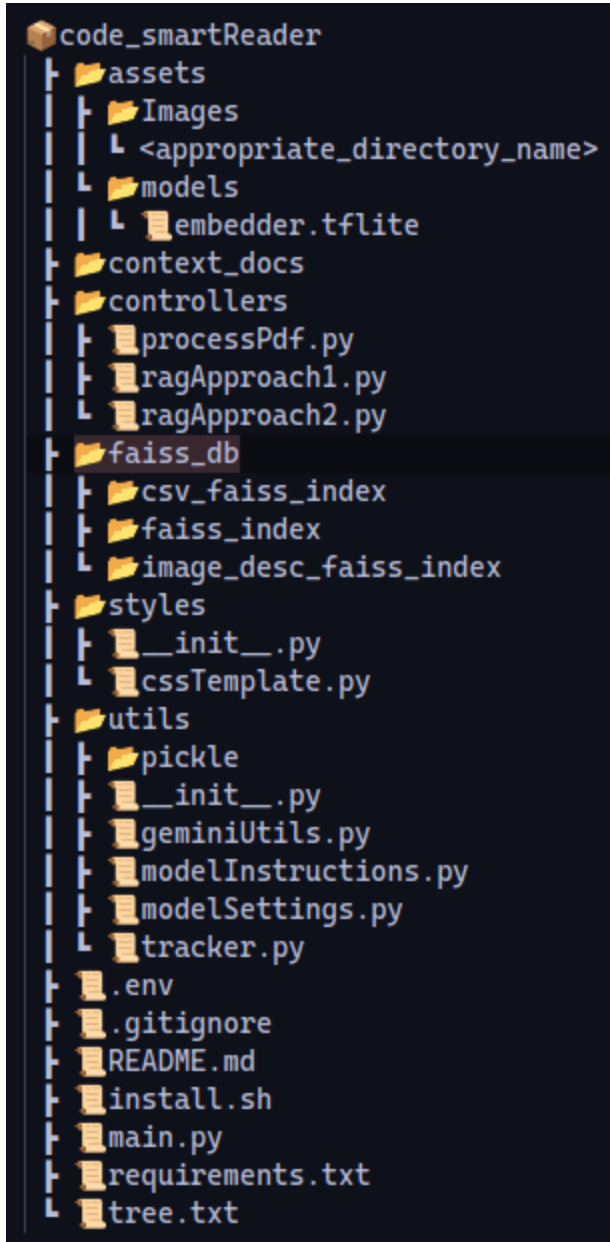 📦code_smartReader
┣ 📂assets
┃ ┣ 📂Images
┃ ┃ ┗ <appropriate_directory_name>
┃ ┗ 📂models
┃ ┃ ┗ 📜embedder.tflite
┣ 📂context_docs
┣ 📂controllers
┃ ┣ 📜processPdf.py
┃ ┣ 📜ragApproach1.py
┃ ┗ 📜ragApproach2.py
┣ 📂faiss_db
┃ ┣ 📂csv_faiss_index
┃ ┣ 📂faiss_index
┃ ┗ 📂image_desc_faiss_index
┣ 📂styles
┃ ┣ 📜__init__.py
┃ ┗ 📜cssTemplate.py
┣ 📂utils
┃ ┣ 📂pickle
┃ ┣ 📜__init__.py
┃ ┣ 📜geminiUtils.py
┃ ┣ 📜modelInstructions.py
┃ ┣ 📜modelSettings.py
┃ ┗ 📜tracker.py
┣ 📜.env
┣ 📜.gitignore
┣ 📜README.md
┣ 📜install.sh
┣ 📜main.py
┣ 📜requirements.txt
┗ 📜tree.txt